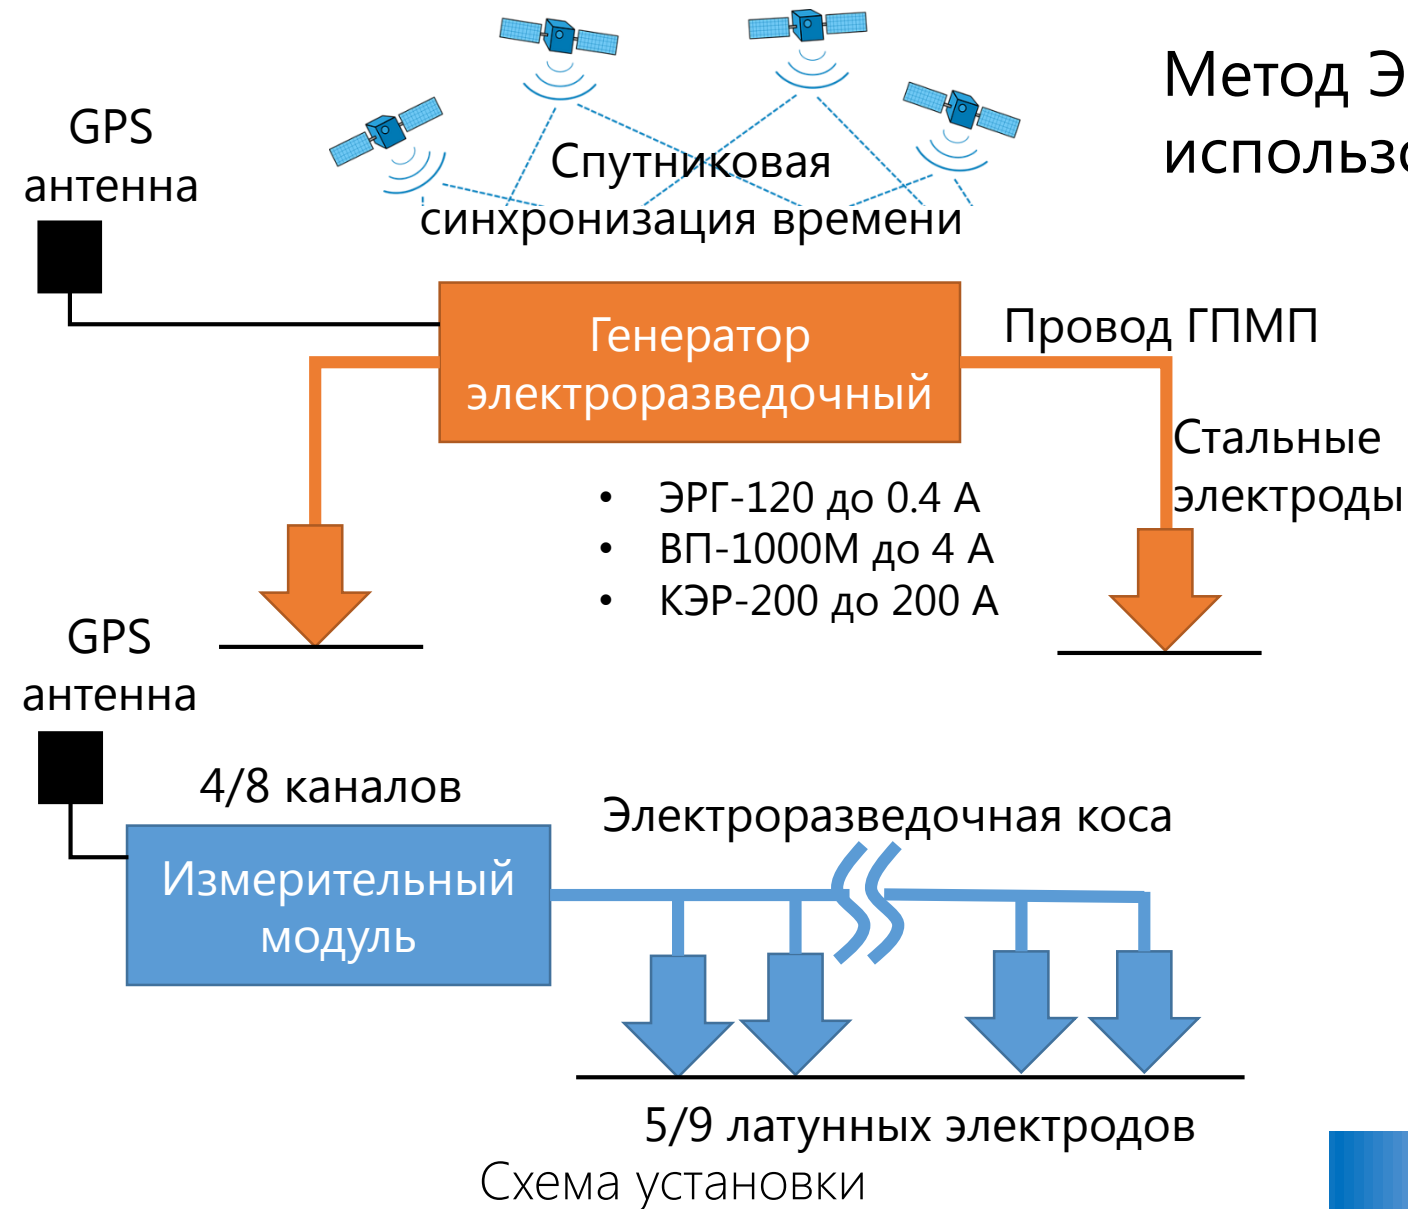 Метод Э
использо
GPS
антенна
Спутниковая
синхронизация времени
Генератор
электроразведочный
Провод ГПМП
Стальные
электроды
• ЭРГ-120 до 0.4 А
• ВП-1000М до 4 А
• КЭР-200 до 200 А
GPS
антенна
4/8 каналов
Измерительный
модуль
Электроразведочная коса
5/9 латунных электродов
Схема установки